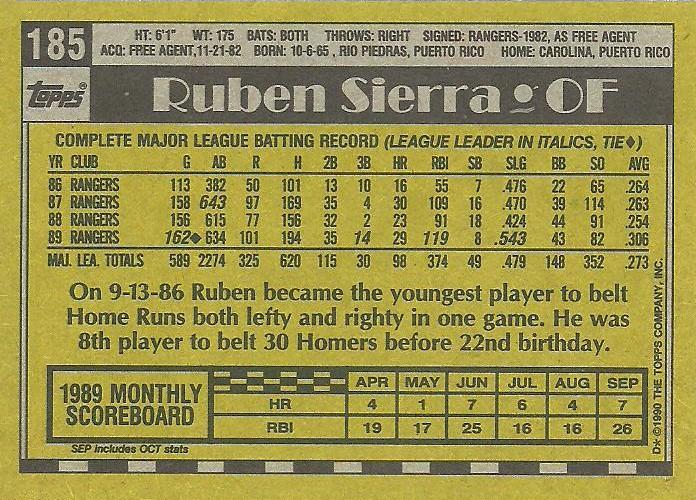 185
HT: 6'1" WT: 175 BATS: BOTH THROWS: RIGHT SIGNED: RANGERS-1982, AS FREE AGENT
ACQ: FREE AGENT,11-21-82 BORN: 10-6-65 , RIO PIEDRAS, PUERTO RICO HOME: CAROLINA, PUERTO RICO
TOPPS®
Ruben Sierra OF
COMPLETE MAJOR LEAGUE BATTING RECORD (LEAGUE LEADER IN ITALICS, TIE♦)
YR CLUB G AB R H 2B 3B HR RBI SB SLG BB SO AVG
86 RANGERS 113 382 50 101 13 10 16 55 7 .476 22 65 .264
87 RANGERS 158 643 97 169 35 4 30 109 16 .470 39 114 .263
88 RANGERS 156 615 77 156 32 2 23 91 18 .424 44 91 .254
89 RANGERS 162♦ 634 101 194 35 14 29 119 8 .543 43 82 .306
MAJ. LEA. TOTALS 589 2274 325 620 115 30 98 374 49 .479 148 352 .273
On 9-13-86 Ruben became the youngest player to belt
Home Runs both lefty and righty in one game. He was
8th player to belt 30 Homers before 22nd birthday.
1989 MONTHLY
SCOREBOARD
APR MAY JUN JUL AUG SEP
HR 4 1 7 6 4 7
RBI 19 17 25 16 16 26
SEP includes OCT stats
D* ©1990 THE TOPPS COMPANY, INC.